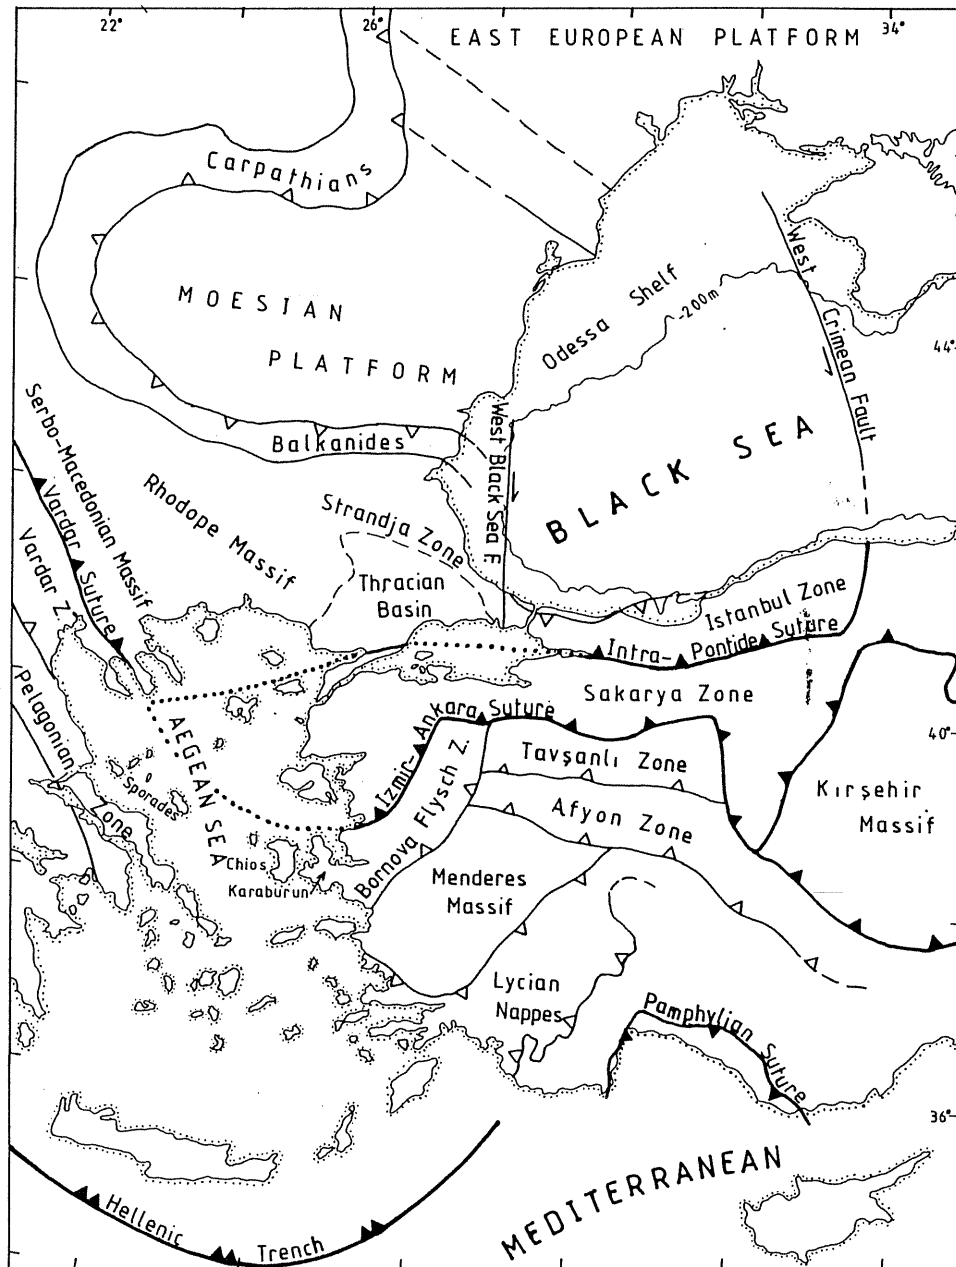 22°
26°
34°
EAST EUROPEAN PLATFORM
Carpathians
MOESIAN
PLATFORM
Odessa Shelf
-200m
West Crimean Fault
44°
BLACK SEA
West Black Sea F.
Balkanides
Serbo-Macedonian Massif
Vardar Suture
Vardar Z.
Rhodope Massif
Strandja Zone
Thracian
Basin
Istanbul Zone
Intra-Pontide Suture
Sakarya Zone
Pelagonian
Zone
AEGEAN SEA
Sporades
Izmir-Ankara Suture
40°
Tavşanlı Zone
Kırşehir
Massif
Afyon Zone
Bornova Flysch Z.
Chios
Karaburun
Menderes
Massif
Lycian
Nappes
Pamphylian Suture
36°
MEDITERRANEAN
Hellenic
Trench